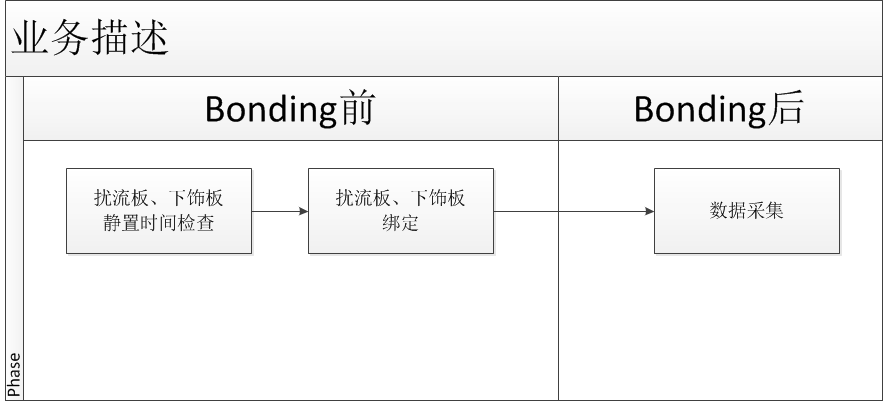 业务描述
Bonding前
Bonding后
扰流板、下饰板
静置时间检查
扰流板、下饰板
绑定
数据采集
Phase